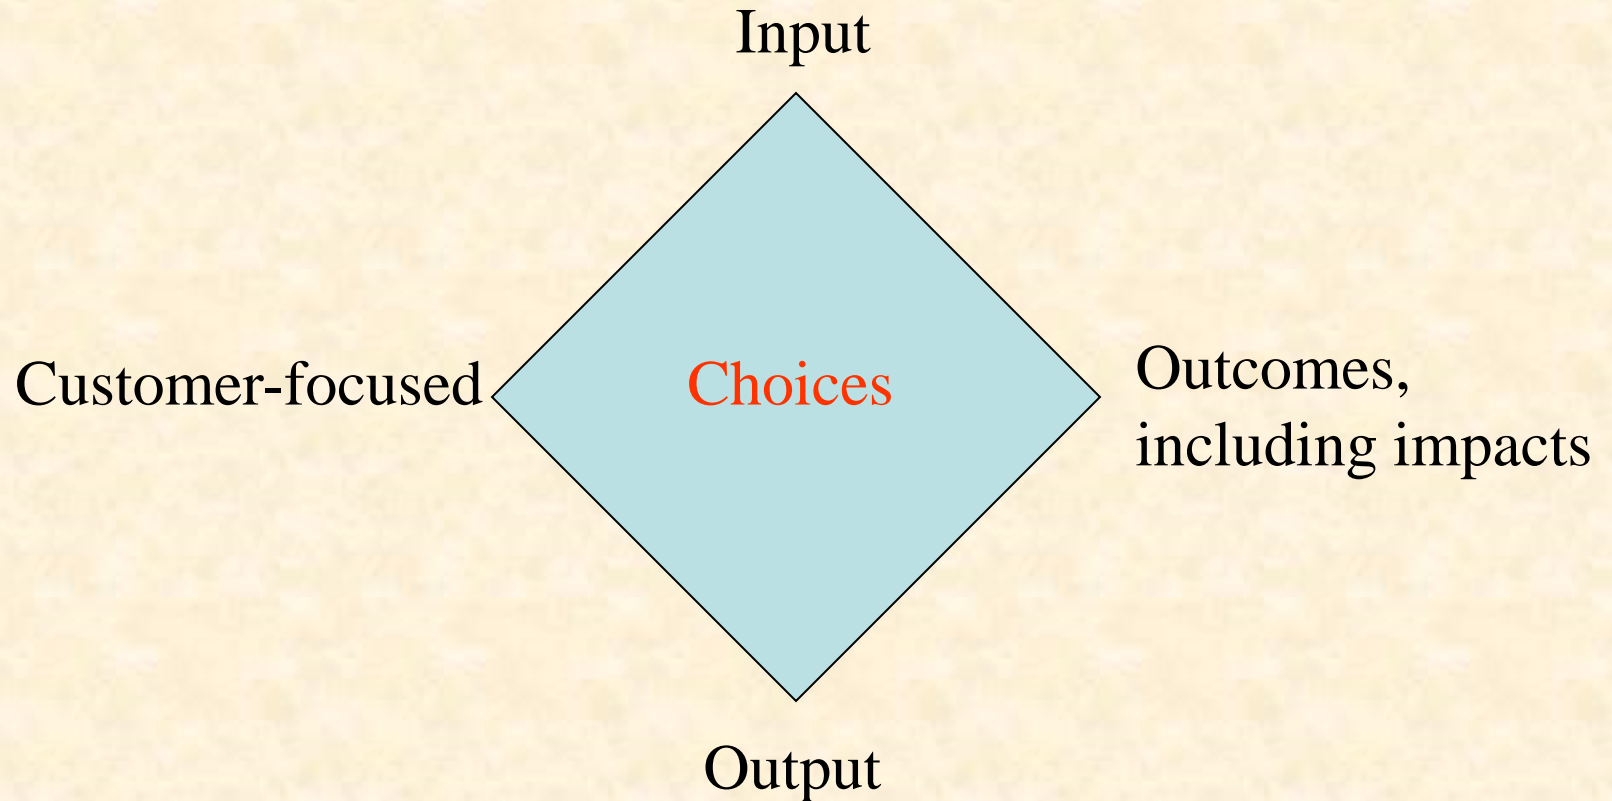 Input
Customer-focused
Choices
Outcomes,
including impacts
Output